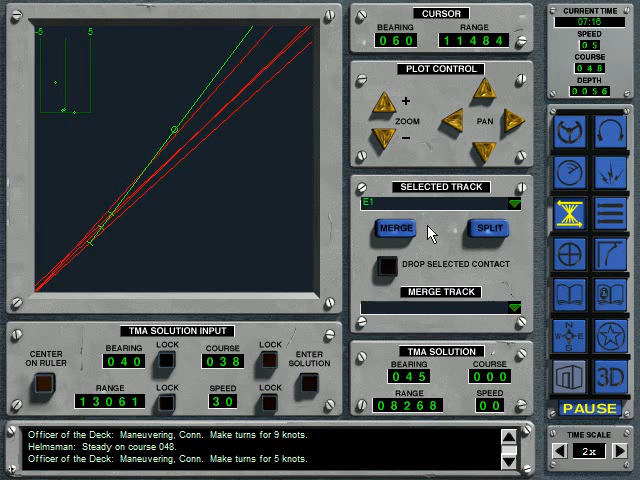 -5 5
CURSOR
BEARING RANGE
060 11484
PLOT CONTROL
+
ZOOM PAN
−
SELECTED TRACK
E1
MERGE SPLIT
DROP SELECTED CONTACT
MERGE TRACK
TMA SOLUTION INPUT
CENTER ON RULER
BEARING LOCK COURSE LOCK
040 038
ENTER SOLUTION
RANGE LOCK SPEED LOCK
13061 30
TMA SOLUTION
BEARING COURSE
045 000
RANGE SPEED
08268 00
Officer of the Deck: Maneuvering, Conn. Make turns for 9 knots.
Helmsman: Steady on course 048.
Officer of the Deck: Maneuvering, Conn. Make turns for 5 knots.
CURRENT TIME
07:16
SPEED
05
COURSE
048
DEPTH
0056
N
W E
S
3D
PAUSE
TIME SCALE
2x